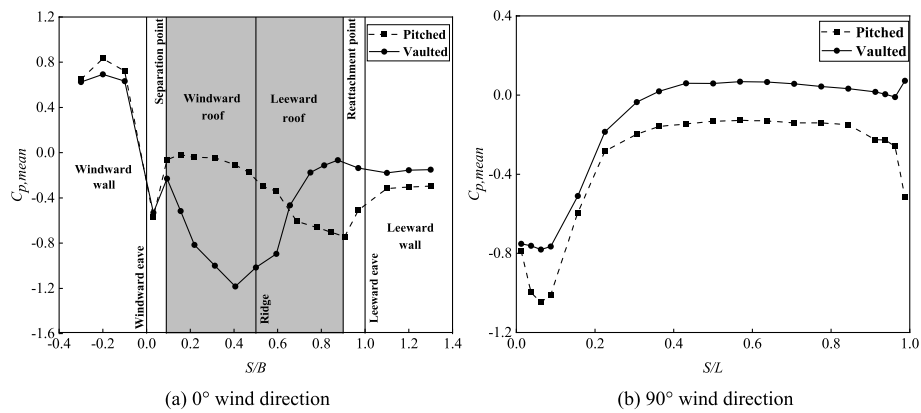 1.2
0.8
0.4
0.0
-0.4
-0.8
-1.2
-1.6
-0.4
-0.2
0.0
0.2
0.4
0.6
0.8
1.0
1.2
1.4
Cp,mean
S/B
Pitched
Vaulted
Windward
wall
Windward eave
Separation point
Windward
roof
Ridge
Leeward
roof
Reattachment point
Leeward eave
Leeward
wall
(a) 0° wind direction
0.4
0.0
-0.4
-0.8
-1.2
0.0
0.2
0.4
0.6
0.8
1.0
Cp,mean
S/L
Pitched
Vaulted
(b) 90° wind direction